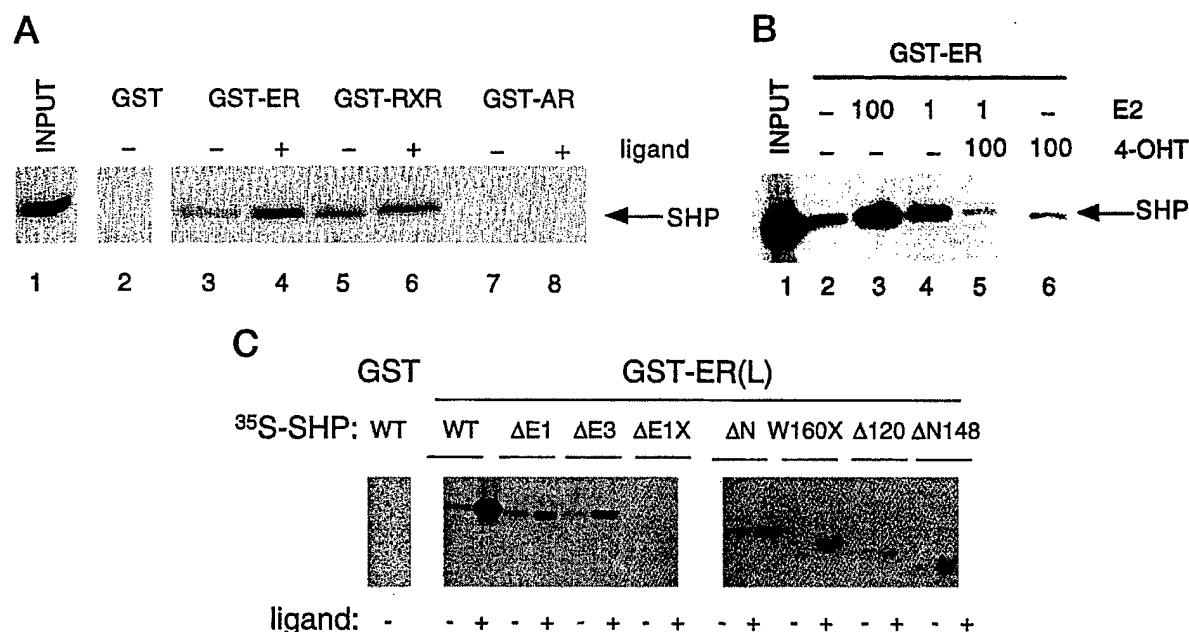 A
INPUT
GST GST-ER GST-RXR GST-AR
– – + – + – + ligand
SHP
1 2 3 4 5 6 7 8
B
GST-ER
INPUT
– 100 1 1 – E2
– – – 100 100 4-OHT
SHP
1 2 3 4 5 6
C
GST GST-ER(L)
³⁵S-SHP: WT WT ΔE1 ΔE3 ΔE1X ΔN W160X Δ120 ΔN148
ligand: - - + - + - + - + - + - + - + - +